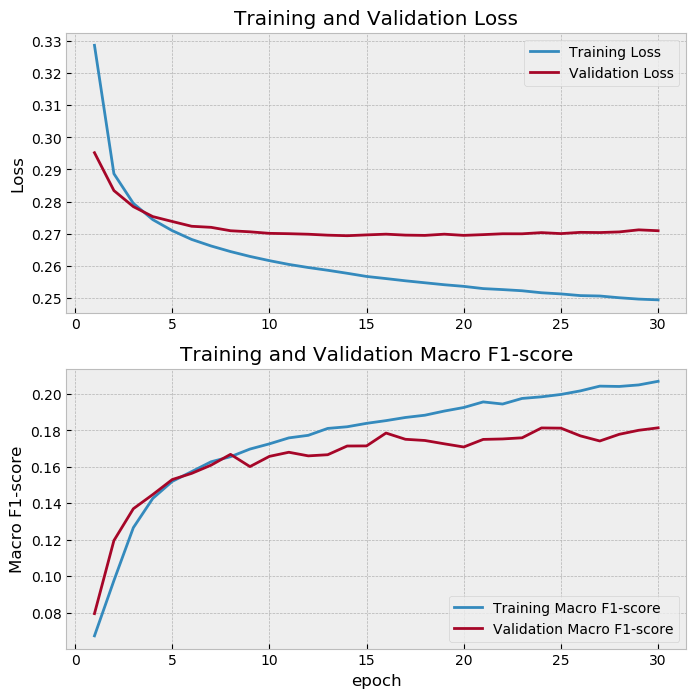 Training and Validation Loss
0.33
0.32
0.31
0.30
0.29
0.28
0.27
0.26
0.25
Loss
Training Loss
Validation Loss
0 5 10 15 20 25 30
Training and Validation Macro F1-score
0.20
0.18
0.16
0.14
0.12
0.10
0.08
Macro F1-score
Training Macro F1-score
Validation Macro F1-score
0 5 10 15 20 25 30
epoch